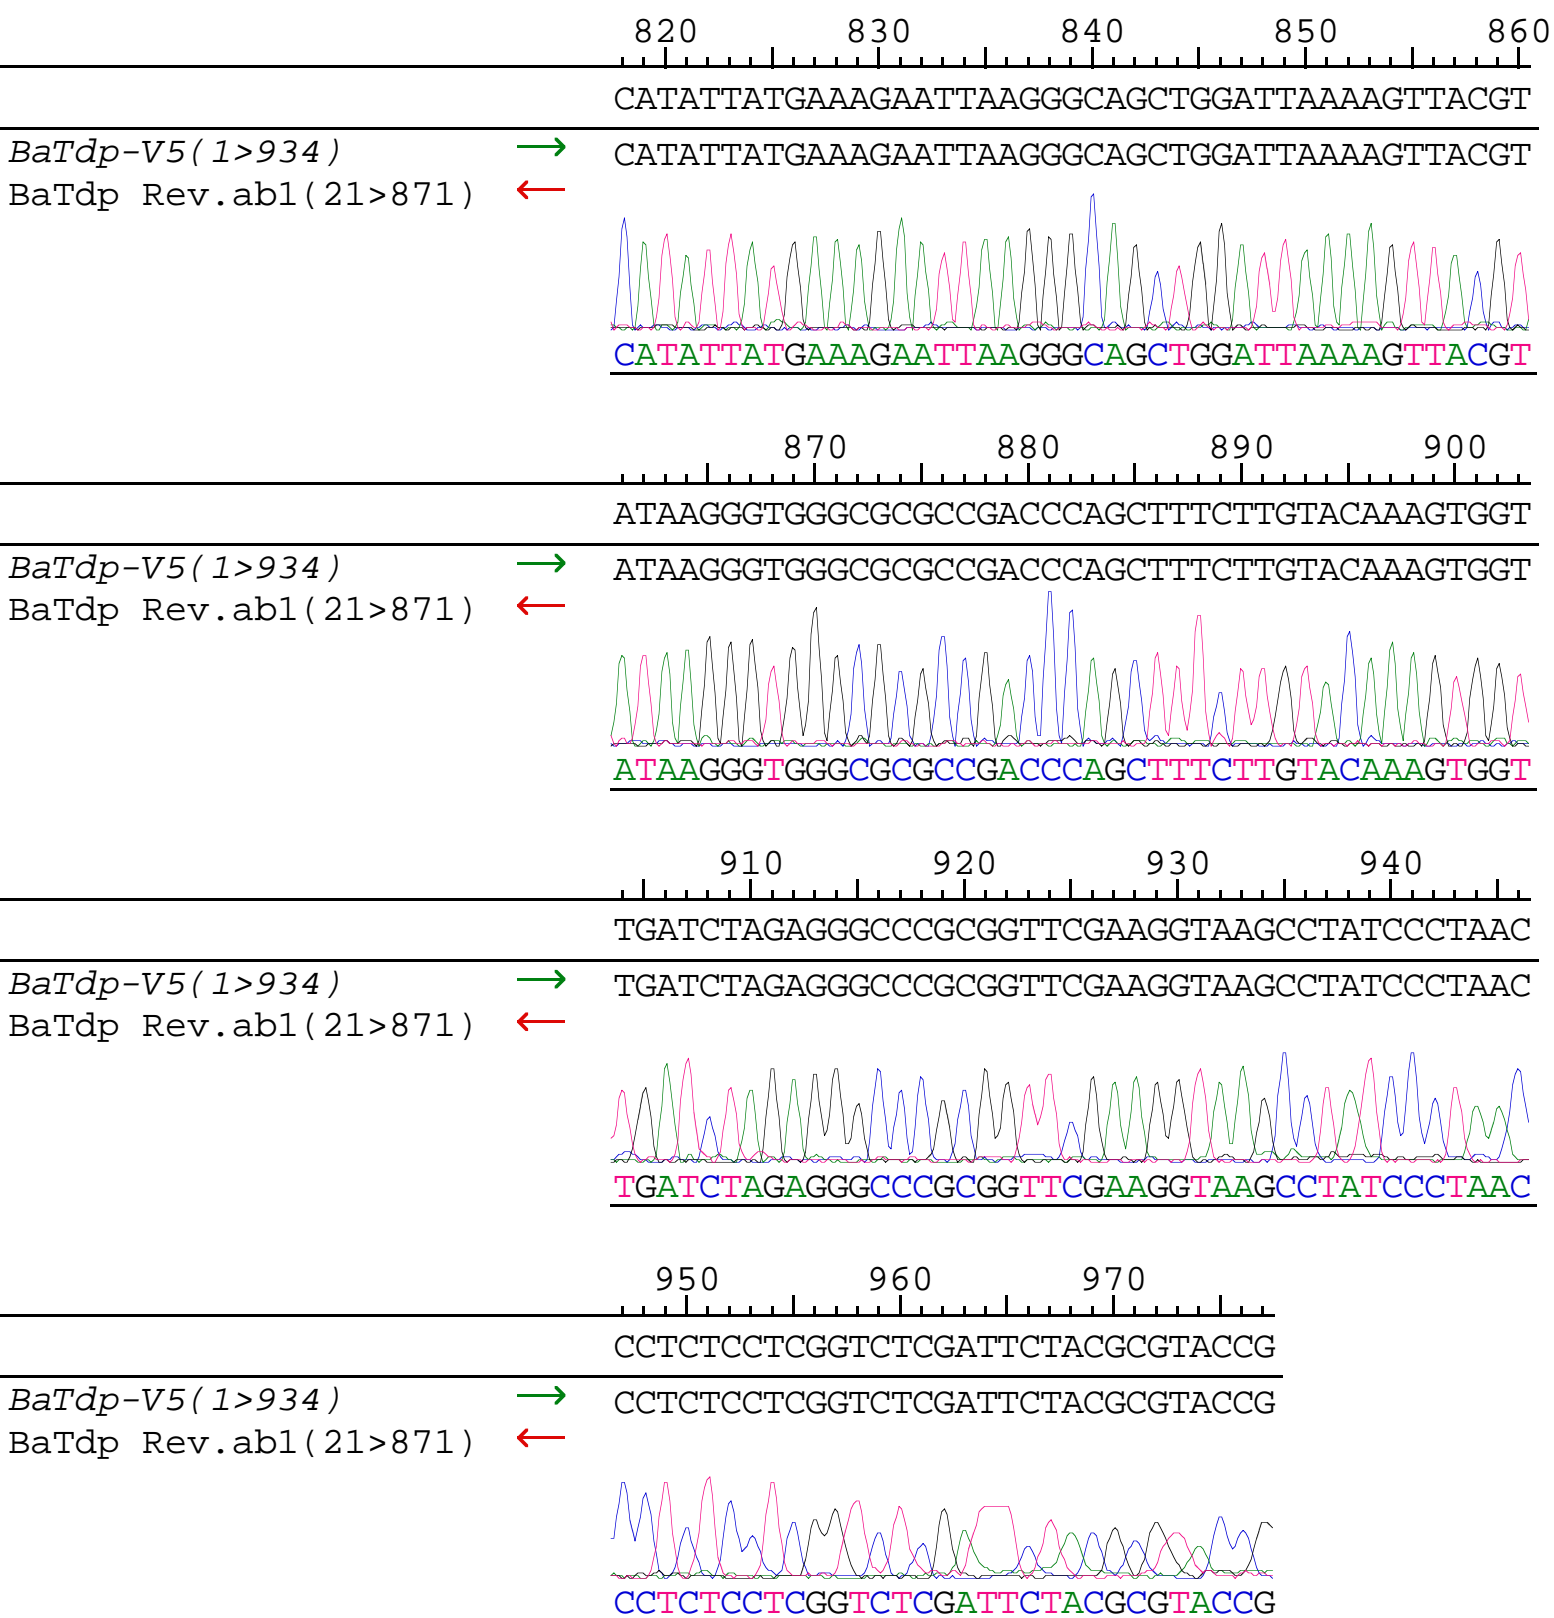 820 830 840 850 860
CATATTATGAAAGAATTAAGGGCAGCTGGATTAAAAGTTACGT
BaTdp-V5(1>934) → CATATTATGAAAGAATTAAGGGCAGCTGGATTAAAAGTTACGT
BaTdp Rev.ab1(21>871) ←
CATATTATGAAAGAATTAAGGGCAGCTGGATTAAAAGTTACGT
870 880 890 900
ATAAGGGTGGGCGCGCCGACCCAGCTTTCTTGTACAAAGTGGT
BaTdp-V5(1>934) → ATAAGGGTGGGCGCGCCGACCCAGCTTTCTTGTACAAAGTGGT
BaTdp Rev.ab1(21>871) ←
ATAAGGGTGGGCGCGCCGACCCAGCTTTCTTGTACAAAGTGGT
910 920 930 940
TGATCTAGAGGGCCCGCGGTTCGAAGGTAAGCCTATCCCTAAC
BaTdp-V5(1>934) → TGATCTAGAGGGCCCGCGGTTCGAAGGTAAGCCTATCCCTAAC
BaTdp Rev.ab1(21>871) ←
TGATCTAGAGGGCCCGCGGTTCGAAGGTAAGCCTATCCCTAAC
950 960 970
CCTCTCCTCGGTCTCGATTCTACGCGTACCG
BaTdp-V5(1>934) → CCTCTCCTCGGTCTCGATTCTACGCGTACCG
BaTdp Rev.ab1(21>871) ←
CCTCTCCTCGGTCTCGATTCTACGCGTACCG